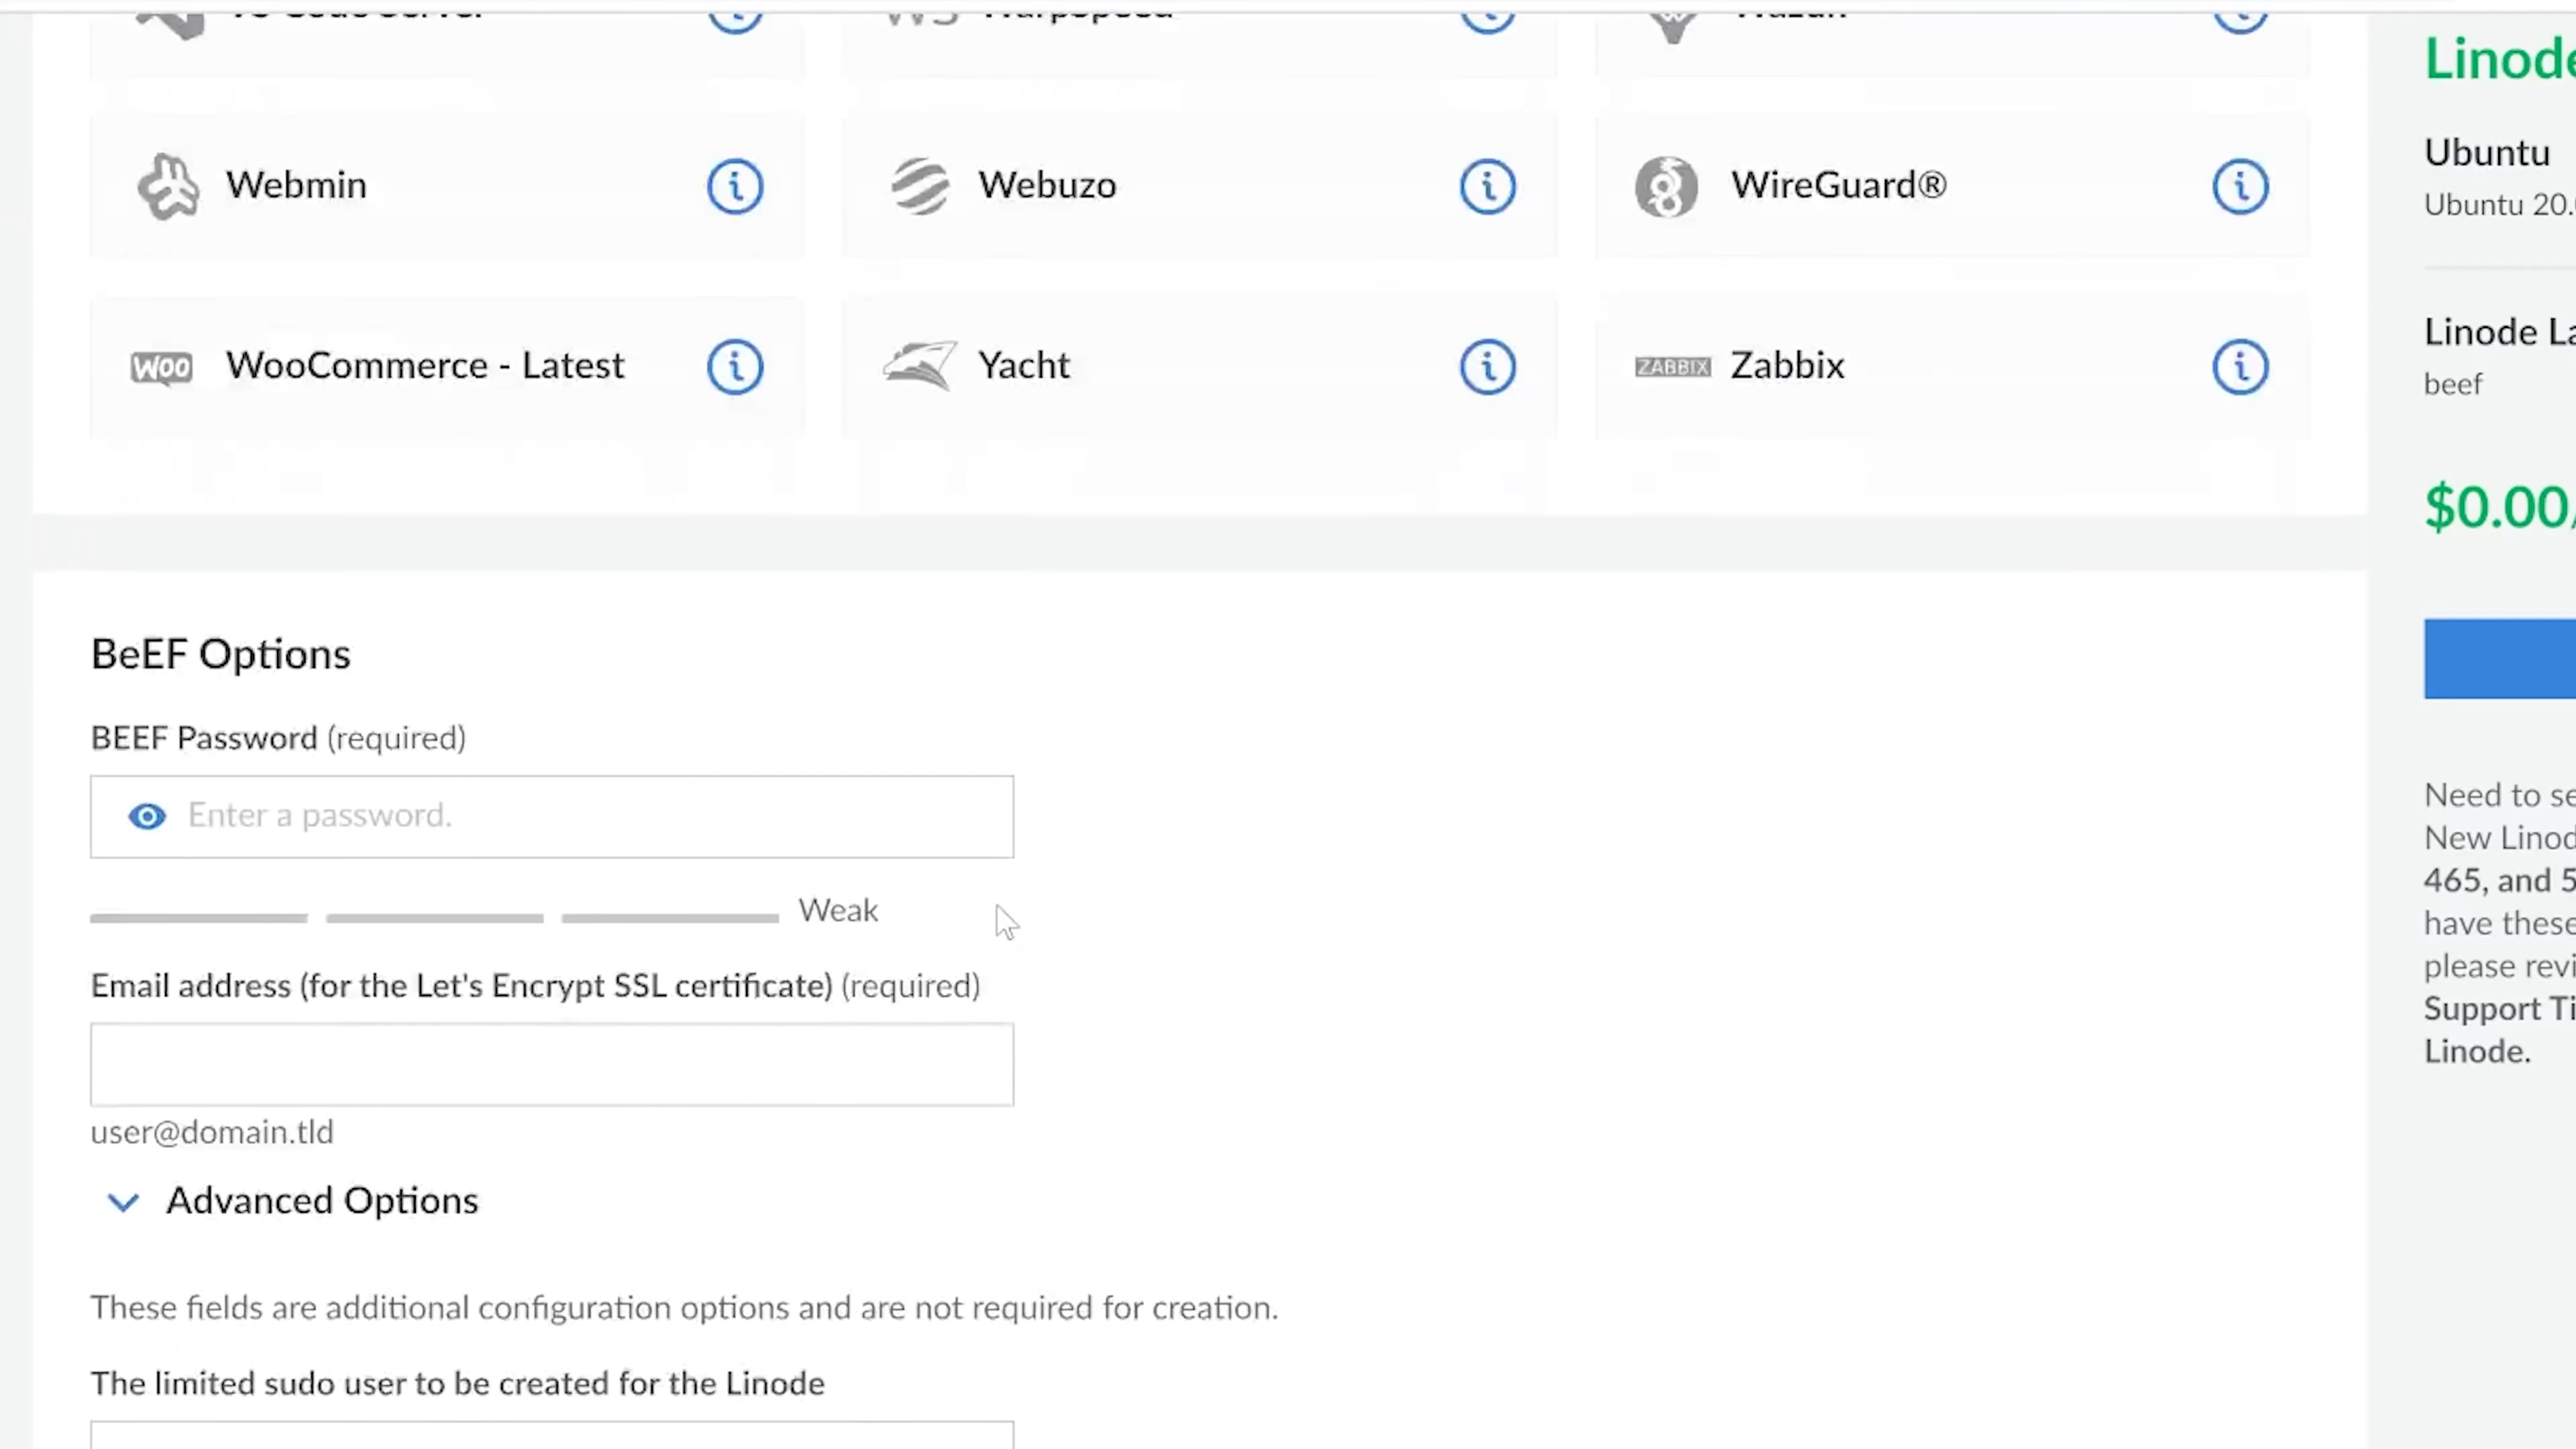 Linode
Webmin
Webuzo
WireGuard®
Ubuntu
Ubuntu 20.
WOO
WooCommerce - Latest
Yacht
ZABBIX
Zabbix
Linode La
beef
$0.00/
BeEF Options
BEEF Password (required)
Enter a password.
Weak
Email address (for the Let's Encrypt SSL certificate) (required)
user@domain.tld
Advanced Options
These fields are additional configuration options and are not required for creation.
The limited sudo user to be created for the Linode
Need to se
New Linod
465, and 5
have these
please revi
Support Ti
Linode.